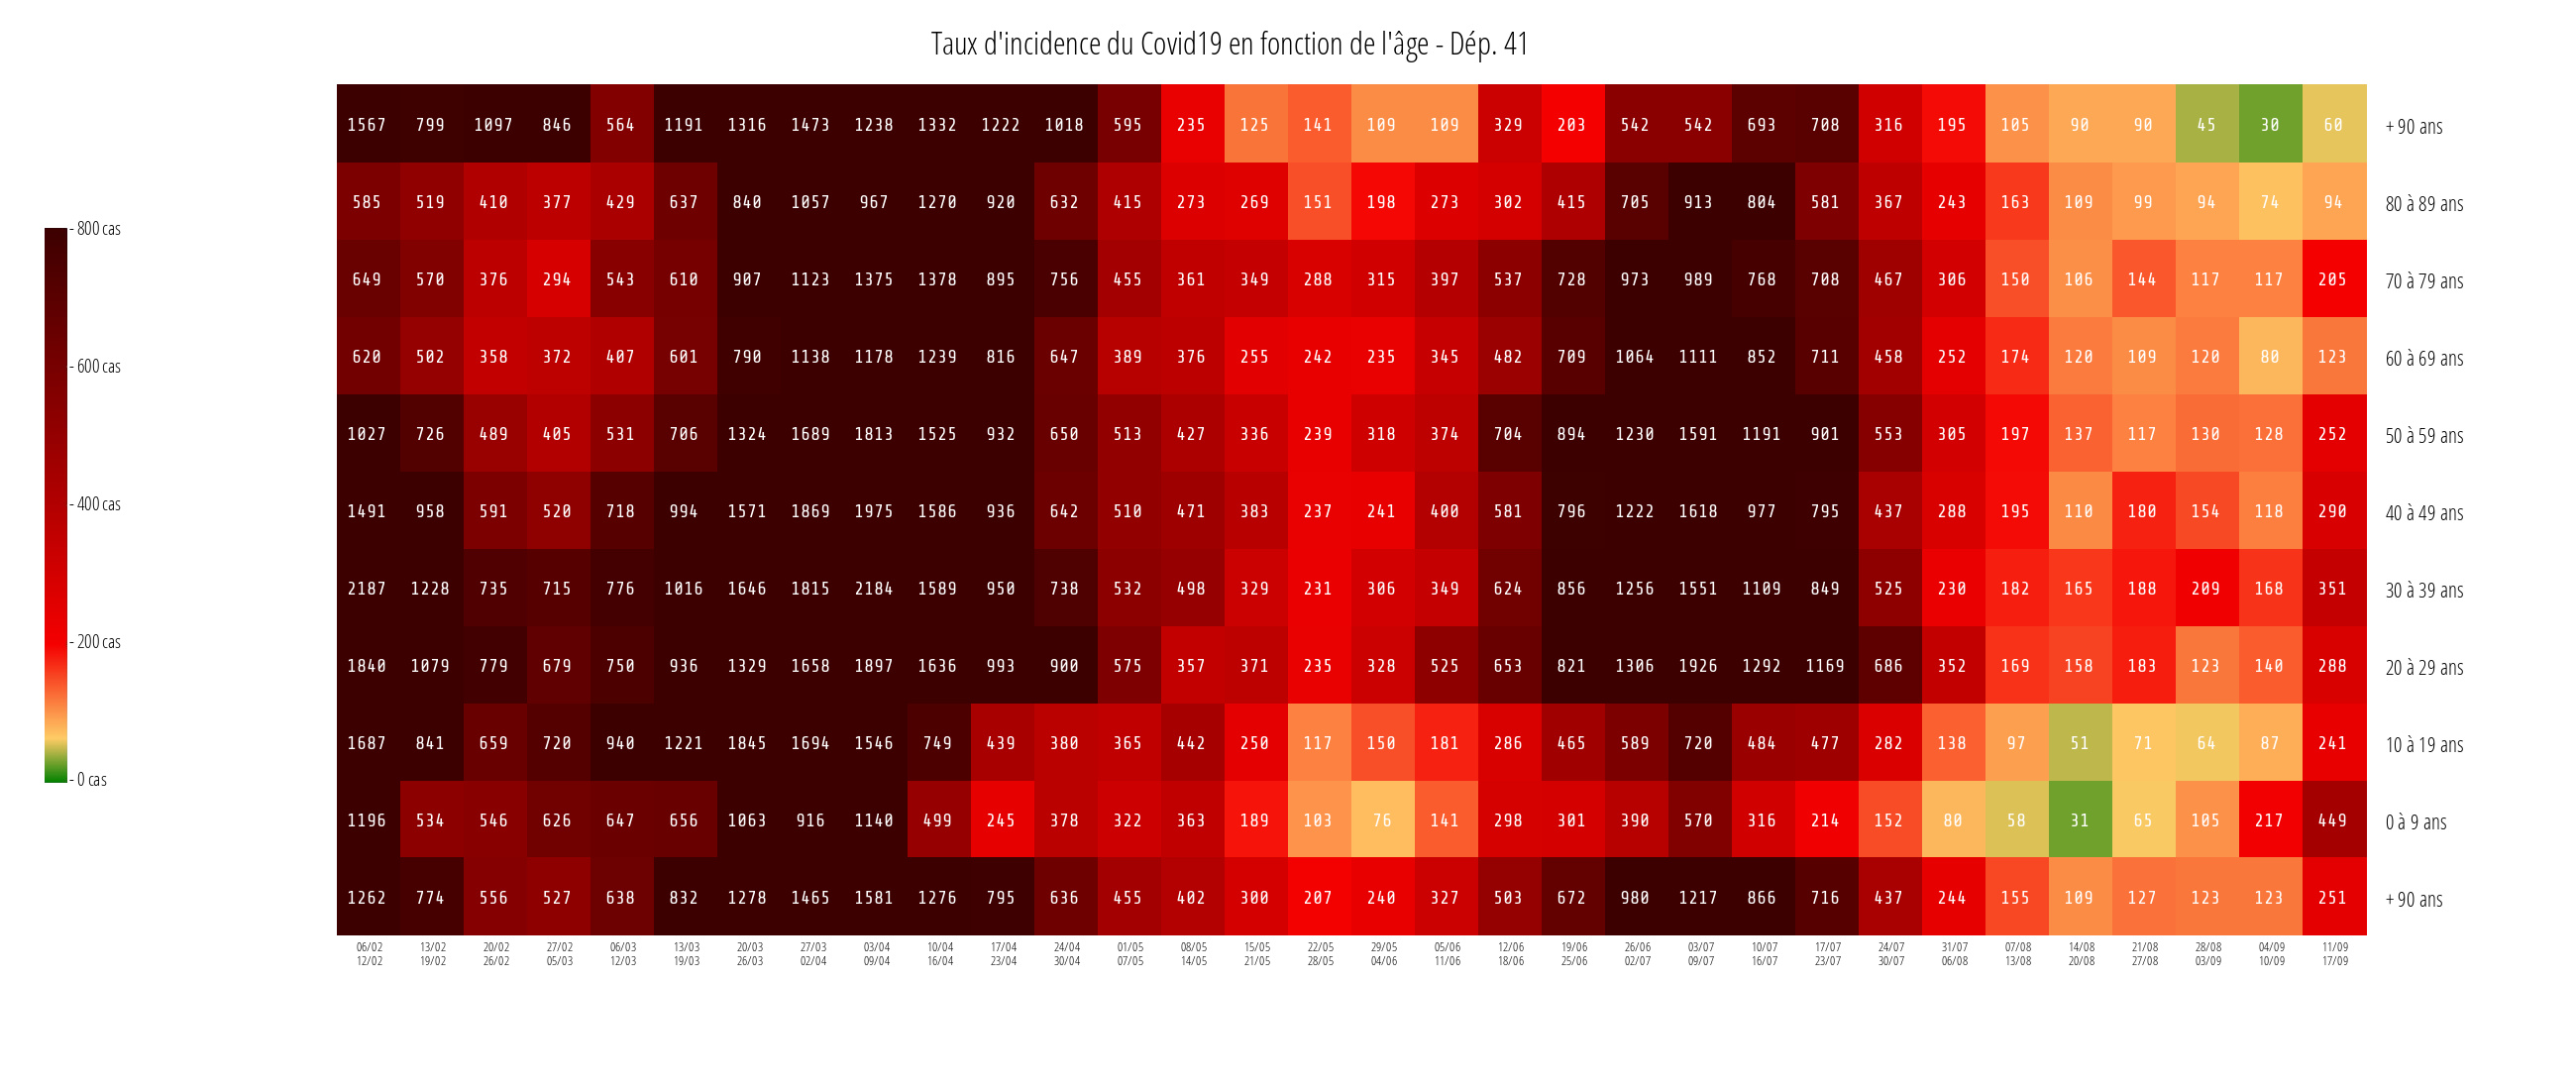 Taux d'incidence du Covid19 en fonction de l'âge - Dép. 41
1567 799 1097 846 564 1191 1316 1473 1238 1332 1222 1018 595 235 125 141 109 109 329 203 542 542 693 708 316 195 105 90 90 45 30 60 + 90 ans
585 519 410 377 429 637 840 1057 967 1270 920 632 415 273 269 151 198 273 302 415 705 913 804 581 367 243 163 109 99 94 74 94 80 à 89 ans
- 800 cas
649 570 376 294 543 610 907 1123 1375 1378 895 756 455 361 349 288 315 397 537 728 973 989 768 708 467 306 150 106 144 117 117 205 70 à 79 ans
620 502 358 372 407 601 790 1138 1178 1239 816 647 389 376 255 242 235 345 482 709 1064 1111 852 711 458 252 174 120 109 120 80 123 60 à 69 ans
- 600 cas
1027 726 489 405 531 706 1324 1689 1813 1525 932 650 513 427 336 239 318 374 704 894 1230 1591 1191 901 553 305 197 137 117 130 128 252 50 à 59 ans
- 400 cas
1491 958 591 520 718 994 1571 1869 1975 1586 936 642 510 471 383 237 241 400 581 796 1222 1618 977 795 437 288 195 110 180 154 118 290 40 à 49 ans
2187 1228 735 715 776 1016 1646 1815 2184 1589 950 738 532 498 329 231 306 349 624 856 1256 1551 1109 849 525 230 182 165 188 209 168 351 30 à 39 ans
- 200 cas
1840 1079 779 679 750 936 1329 1658 1897 1636 993 900 575 357 371 235 328 525 653 821 1306 1926 1292 1169 686 352 169 158 183 123 140 288 20 à 29 ans
1687 841 659 720 940 1221 1845 1694 1546 749 439 380 365 442 250 117 150 181 286 465 589 720 484 477 282 138 97 51 71 64 87 241 10 à 19 ans
- 0 cas
1196 534 546 626 647 656 1063 916 1140 499 245 378 322 363 189 103 76 141 298 301 390 570 316 214 152 80 58 31 65 105 217 449 0 à 9 ans
1262 774 556 527 638 832 1278 1465 1581 1276 795 636 455 402 300 207 240 327 503 672 980 1217 866 716 437 244 155 109 127 123 123 251 + 90 ans
06/02 13/02 20/02 27/02 06/03 13/03 20/03 27/03 03/04 10/04 17/04 24/04 01/05 08/05 15/05 22/05 29/05 05/06 12/06 19/06 26/06 03/07 10/07 17/07 24/07 31/07 07/08 14/08 21/08 28/08 04/09 11/09
12/02 19/02 26/02 05/03 12/03 19/03 26/03 02/04 09/04 16/04 23/04 30/04 07/05 14/05 21/05 28/05 04/06 11/06 18/06 25/06 02/07 09/07 16/07 23/07 30/07 06/08 13/08 20/08 27/08 03/09 10/09 17/09